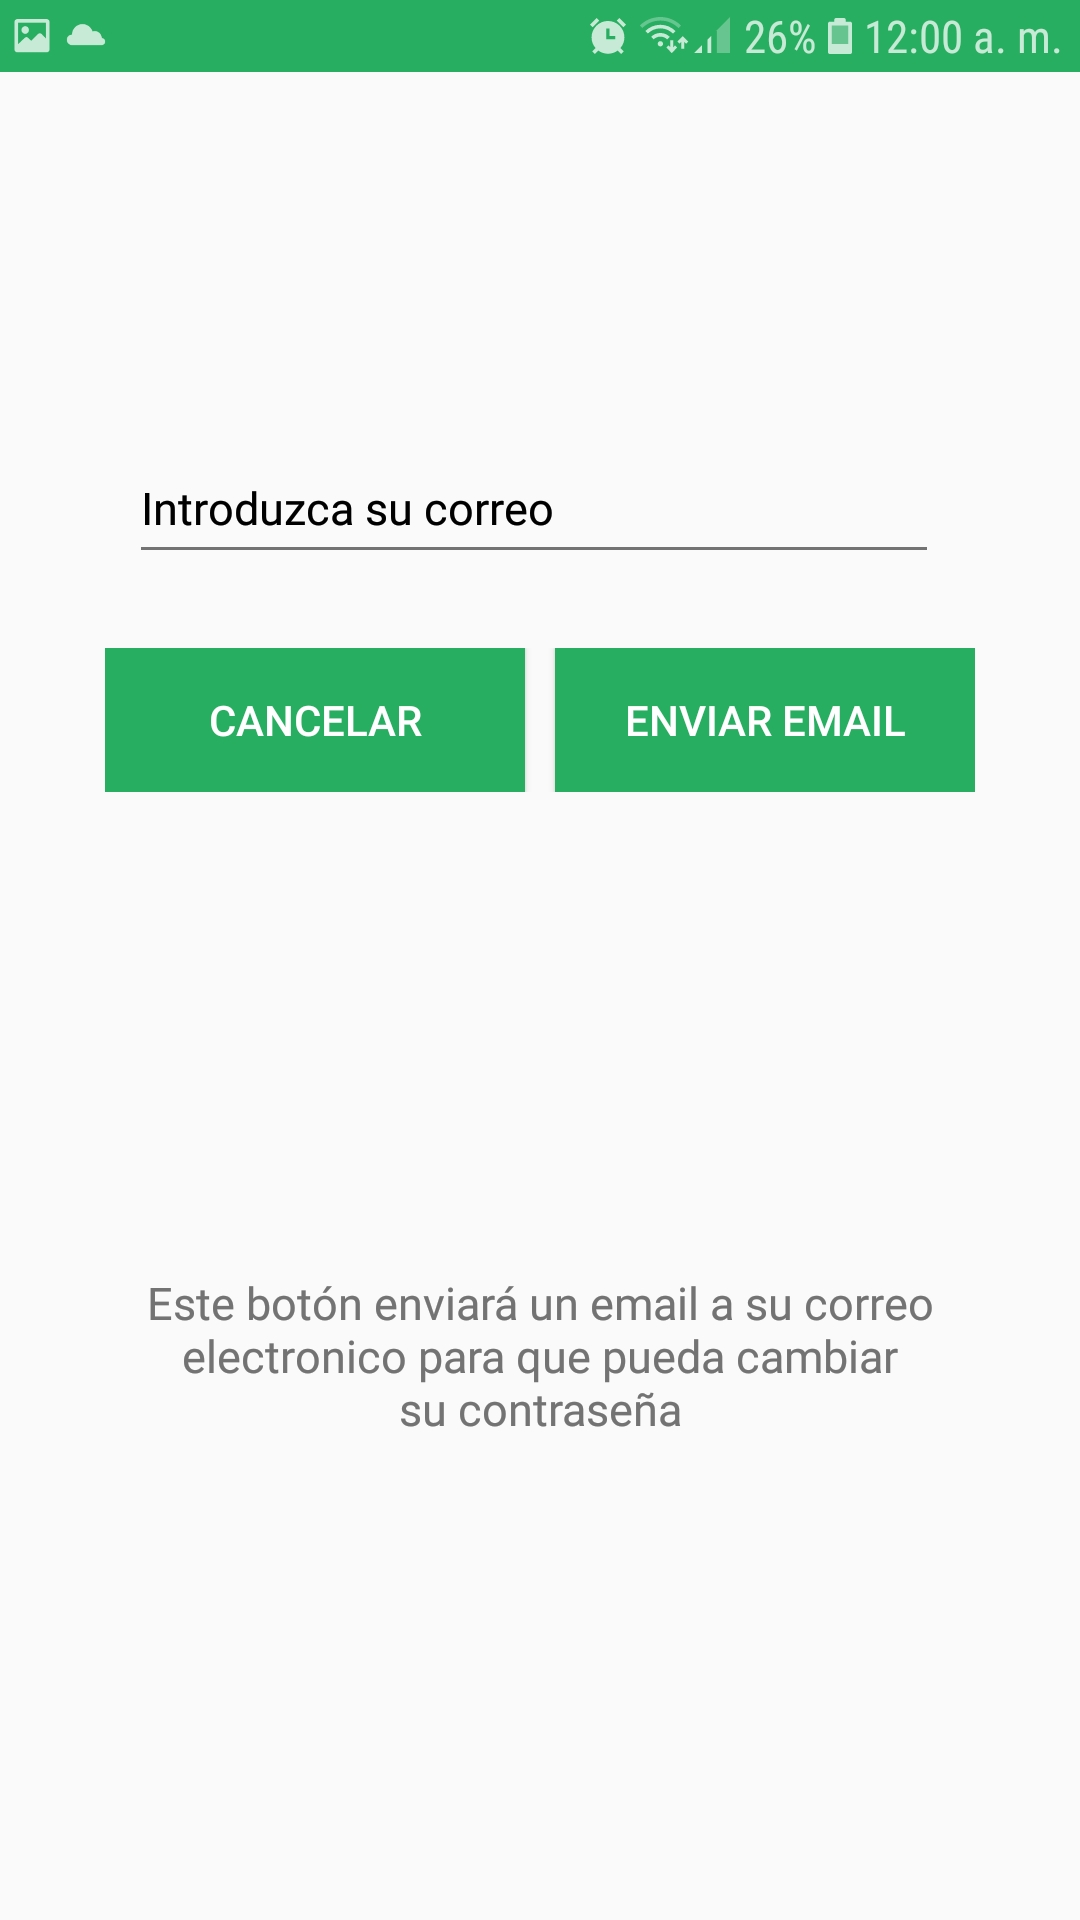 26% 12:00 a. m.
Introduzca su correo
CANCELAR ENVIAR EMAIL
Este botón enviará un email a su correo
electronico para que pueda cambiar
su contraseña